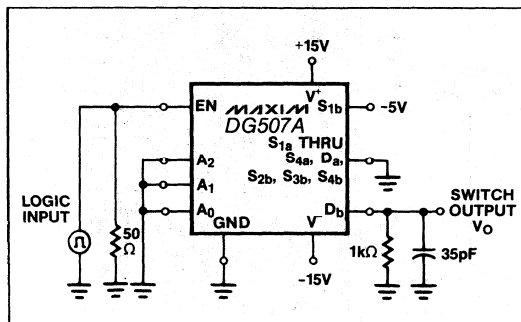 +15V
V+
EN
MAXIM
S1b
-5V
DG507A
S1a THRU
A2
S4a, Da,
S2b, S3b, S4b
A1
LOGIC
INPUT
A0
Db
SWITCH
OUTPUT
VO
50
Ω
GND
V-
1kΩ
35pF
-15V